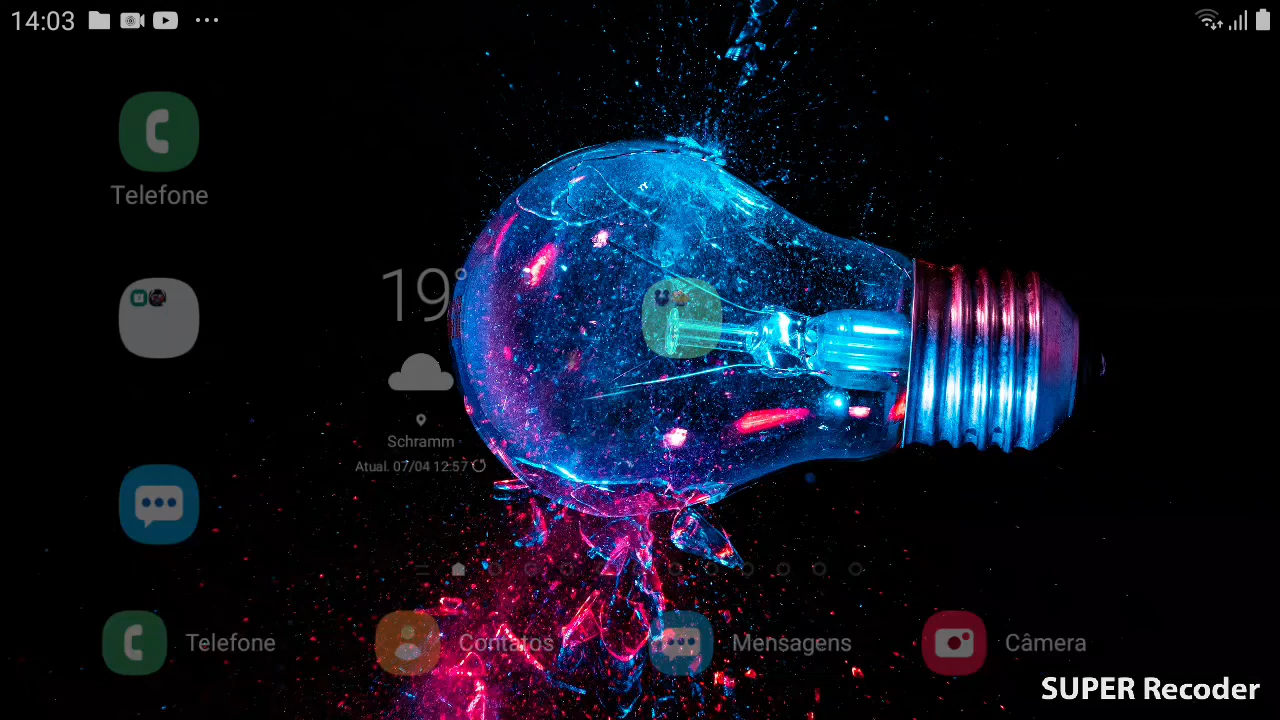 14:03
Telefone
19°
Schramm
Atual. 07/04 12:57
Telefone
Contatos
Mensagens
Câmera
SUPER Recoder